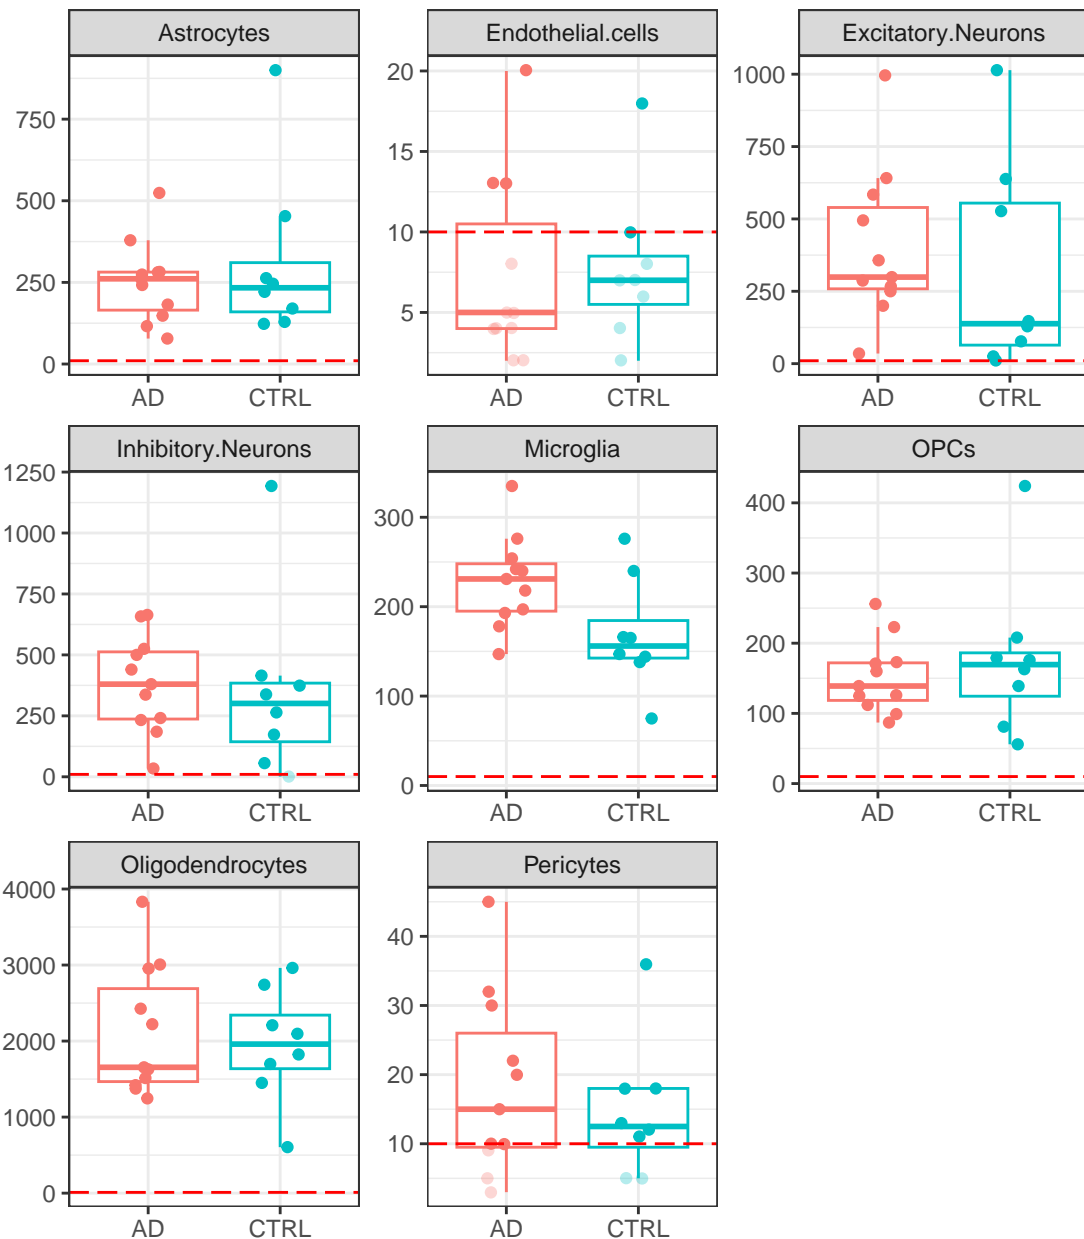 Astrocytes
750
500
250
0
AD CTRL
Endothelial.cells
20
15
10
5
AD CTRL
Excitatory.Neurons
1000
750
500
250
0
AD CTRL
Inhibitory.Neurons
1250
1000
750
500
250
0
AD CTRL
Microglia
300
200
100
0
AD CTRL
OPCs
400
300
200
100
0
AD CTRL
Oligodendrocytes
4000
3000
2000
1000
0
AD CTRL
Pericytes
40
30
20
10
AD CTRL